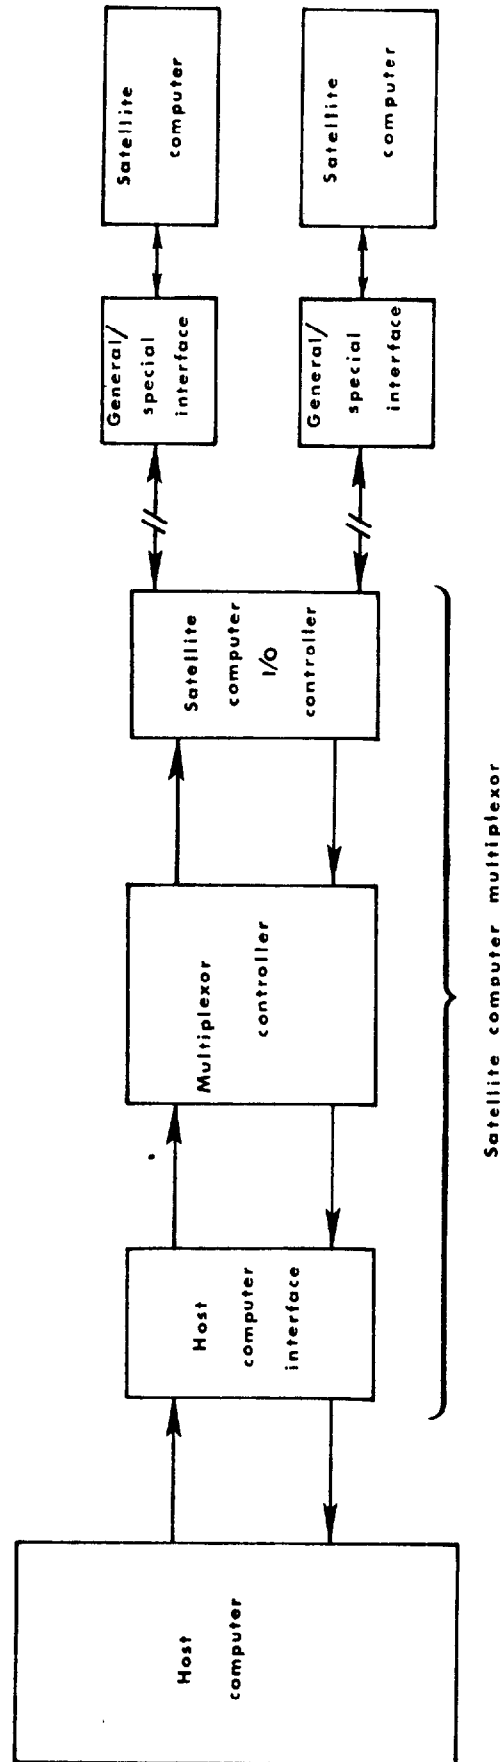 Host
computer
Host
computer
interface
Multiplexor
controller
Satellite
computer
I/O
controller
General/
special
interface
Satellite
computer
General/
special
interface
Satellite
computer
Satellite computer multiplexor